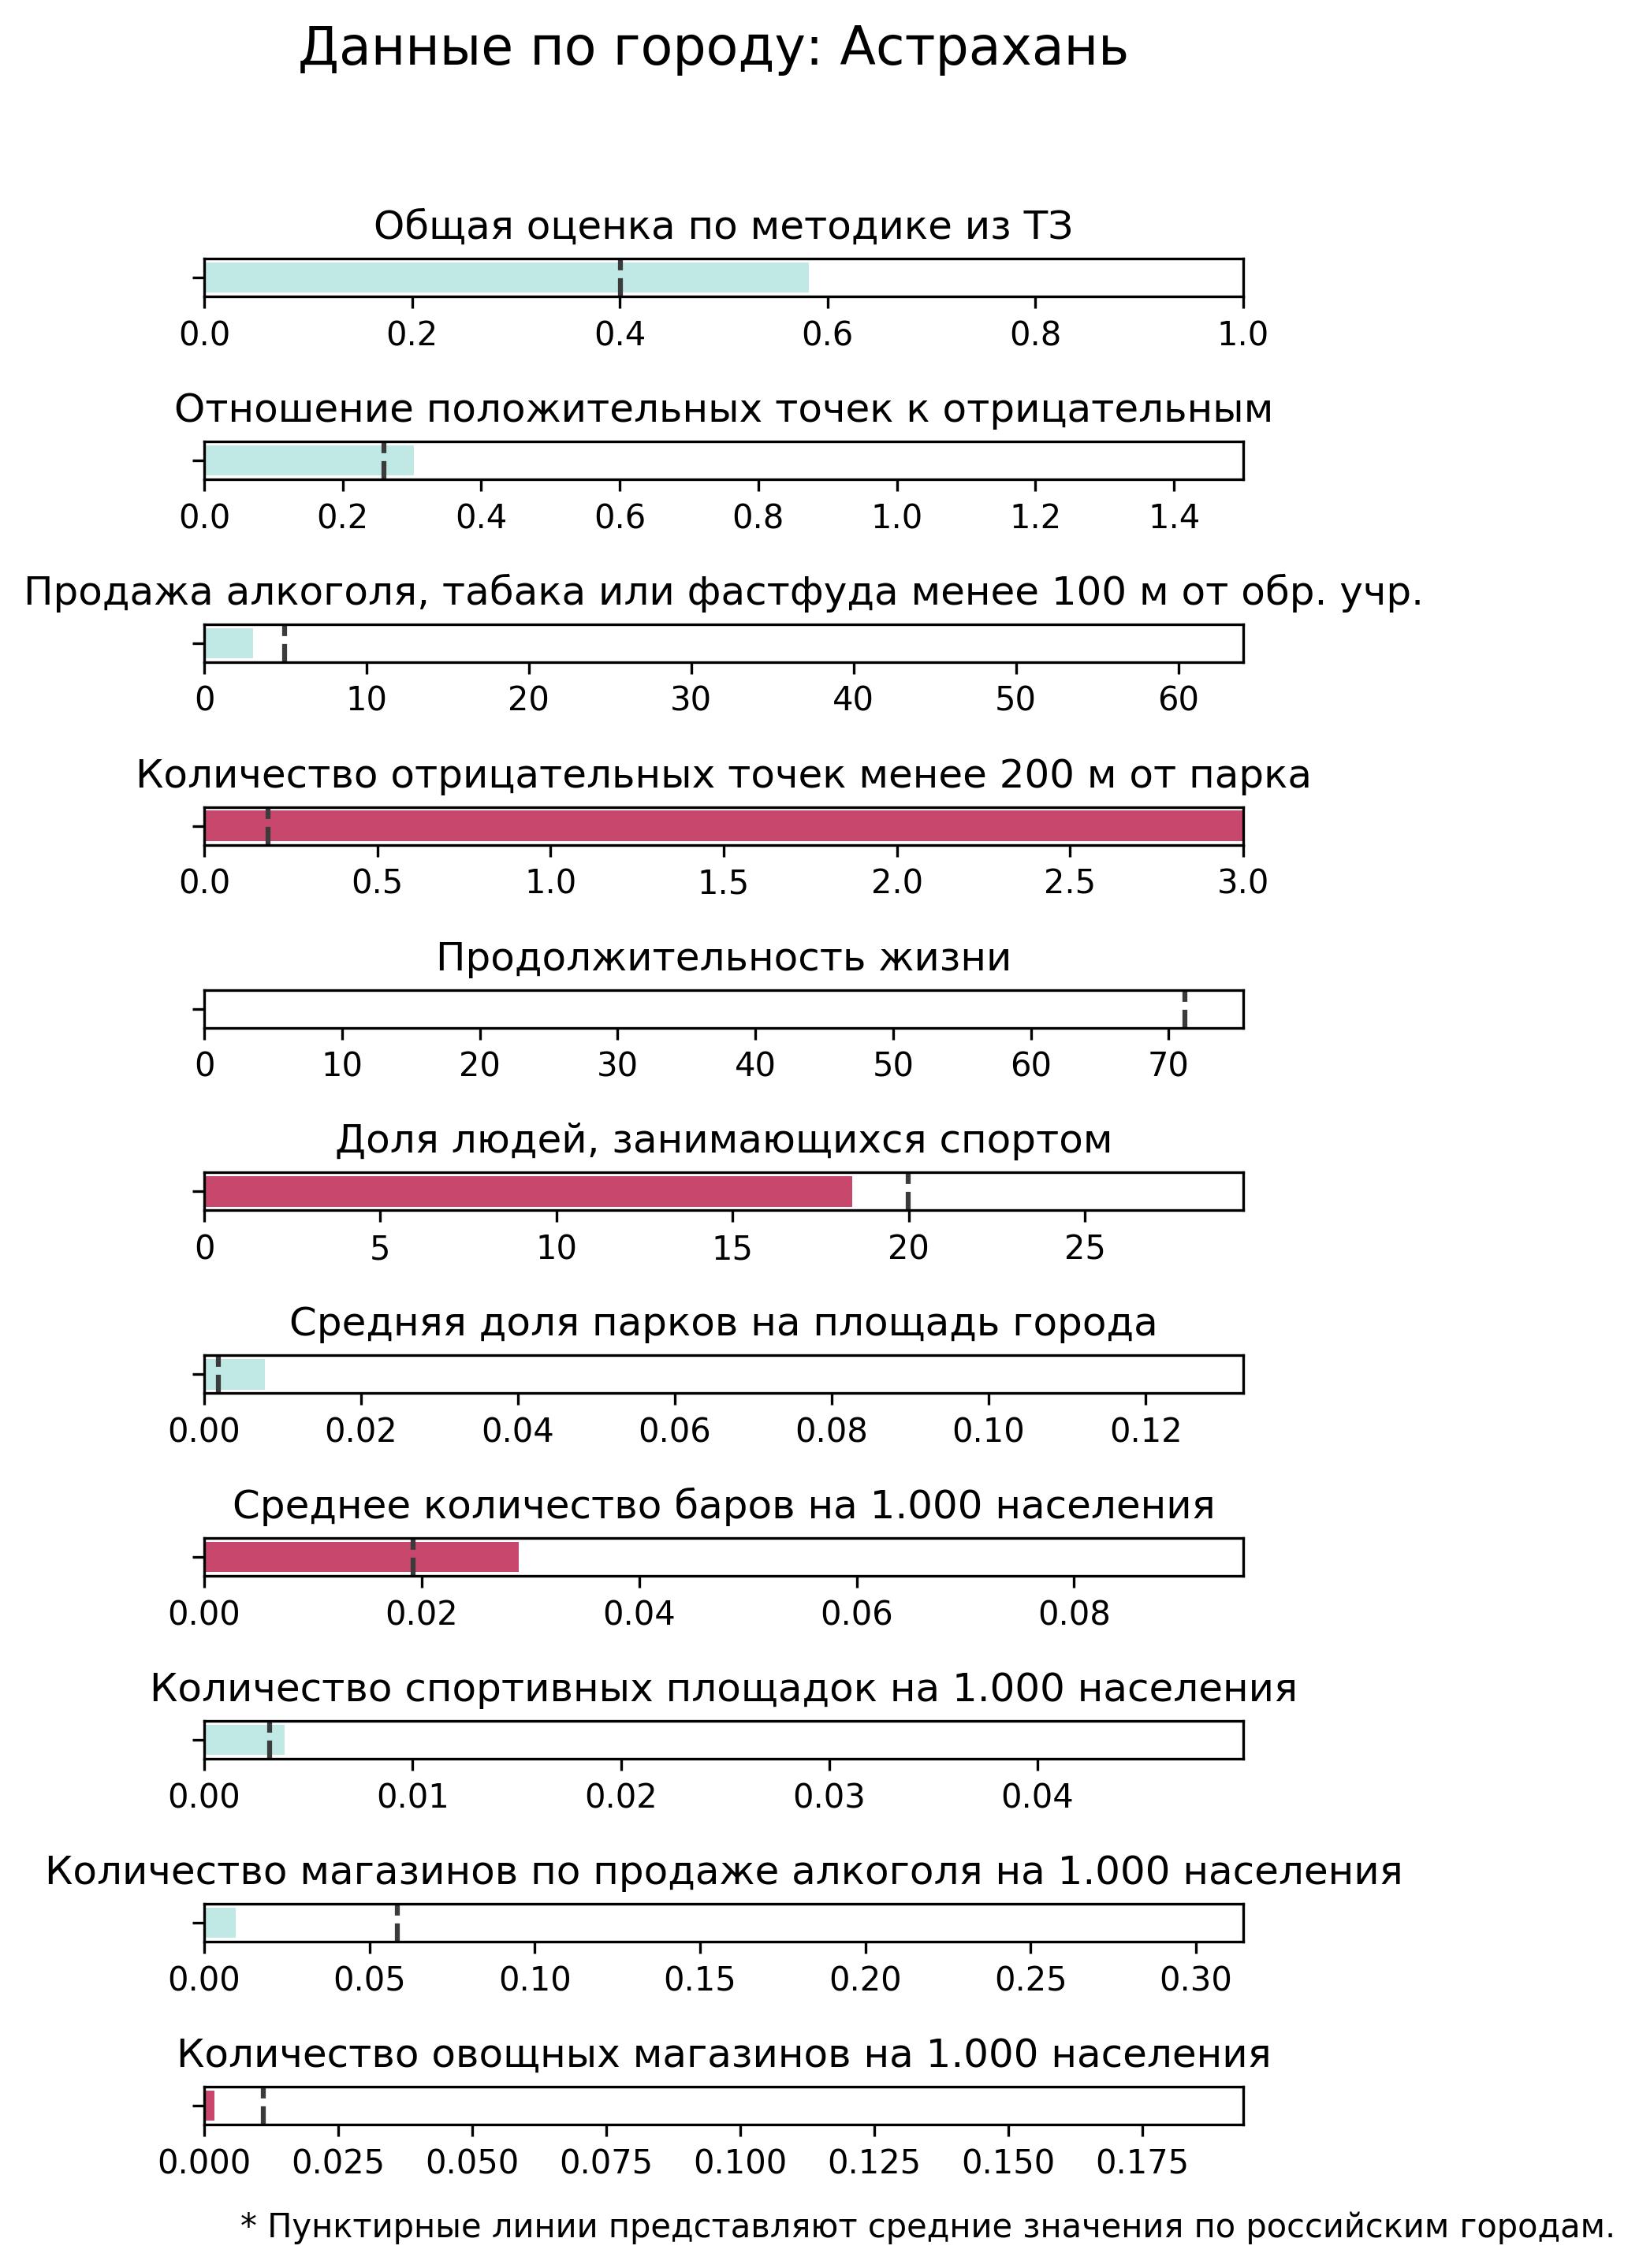 Данные по городу: Астрахань
Общая оценка по методике из ТЗ
0.0 0.2 0.4 0.6 0.8 1.0
Отношение положительных точек к отрицательным
0.0 0.2 0.4 0.6 0.8 1.0 1.2 1.4
Продажа алкоголя, табака или фастфуда менее 100 м от обр. учр.
0 10 20 30 40 50 60
Количество отрицательных точек менее 200 м от парка
0.0 0.5 1.0 1.5 2.0 2.5 3.0
Продолжительность жизни
0 10 20 30 40 50 60 70
Доля людей, занимающихся спортом
0 5 10 15 20 25
Средняя доля парков на площадь города
0.00 0.02 0.04 0.06 0.08 0.10 0.12
Среднее количество баров на 1.000 населения
0.00 0.02 0.04 0.06 0.08
Количество спортивных площадок на 1.000 населения
0.00 0.01 0.02 0.03 0.04
Количество магазинов по продаже алкоголя на 1.000 населения
0.00 0.05 0.10 0.15 0.20 0.25 0.30
Количество овощных магазинов на 1.000 населения
0.000 0.025 0.050 0.075 0.100 0.125 0.150 0.175
* Пунктирные линии представляют средние значения по российским городам.